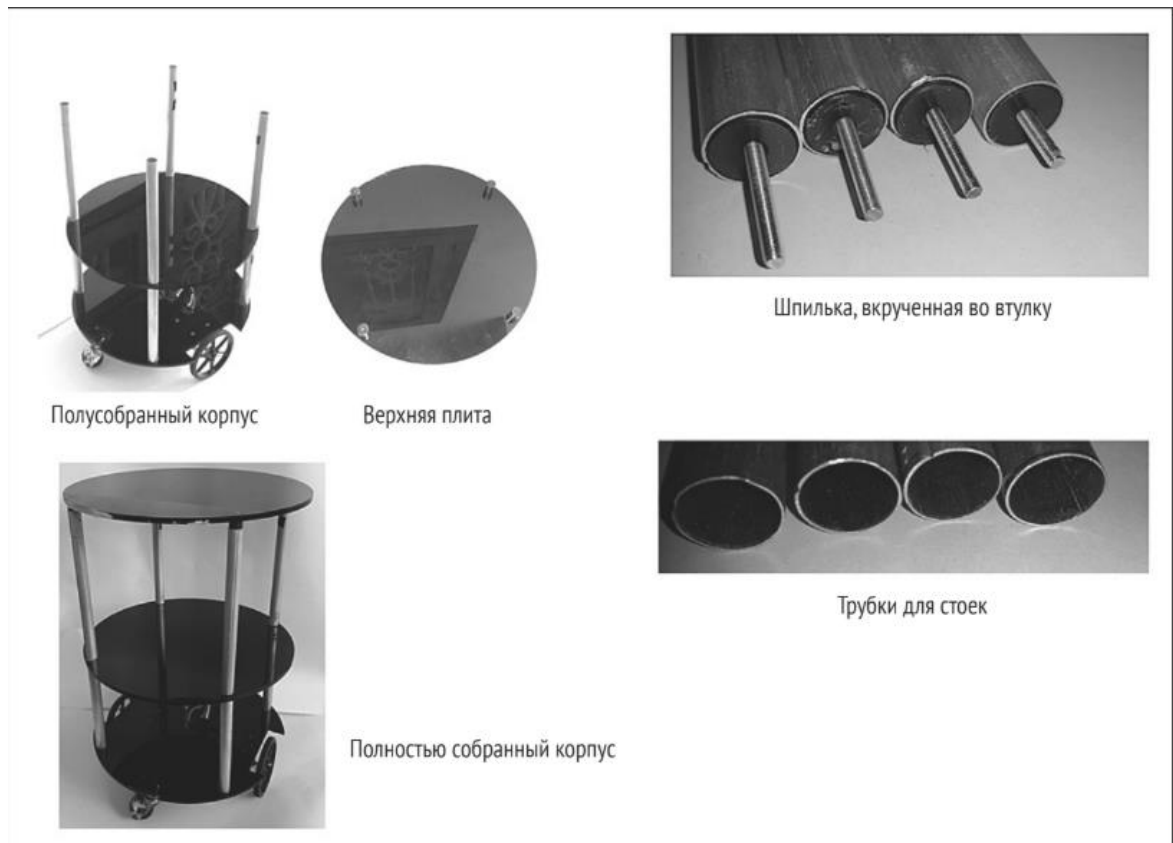 Полусобранный корпус
Верхняя плита
Шпилька, вкрученная во втулку
Трубки для стоек
Полностью собранный корпус